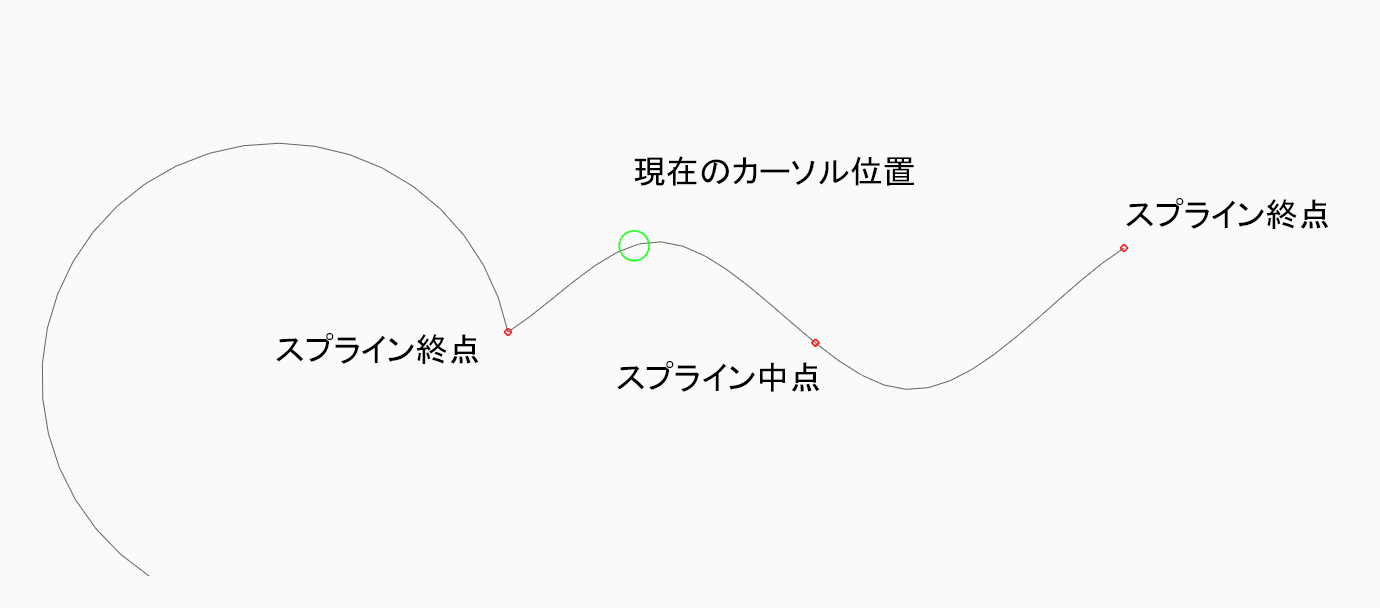 現在のカーソル位置
スプライン終点
スプライン終点
スプライン中点